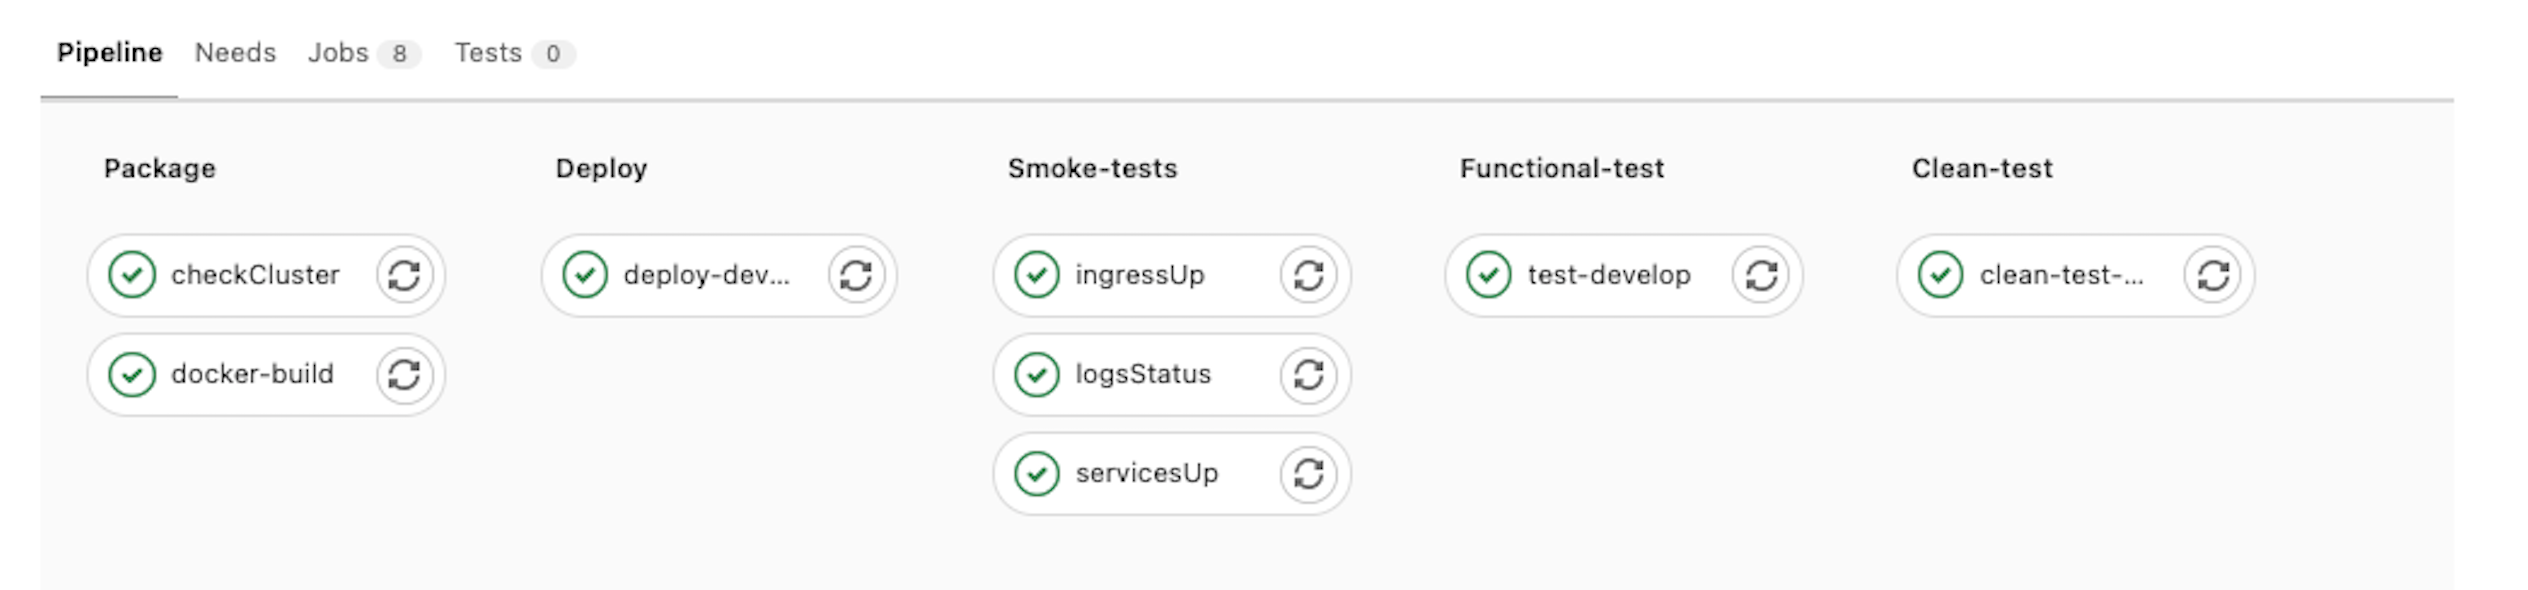 Pipeline Needs Jobs 8 Tests 0
Package Deploy Smoke-tests Functional-test Clean-test
checkCluster deploy-dev... ingressUp test-develop clean-test-...
docker-build logsStatus
servicesUp